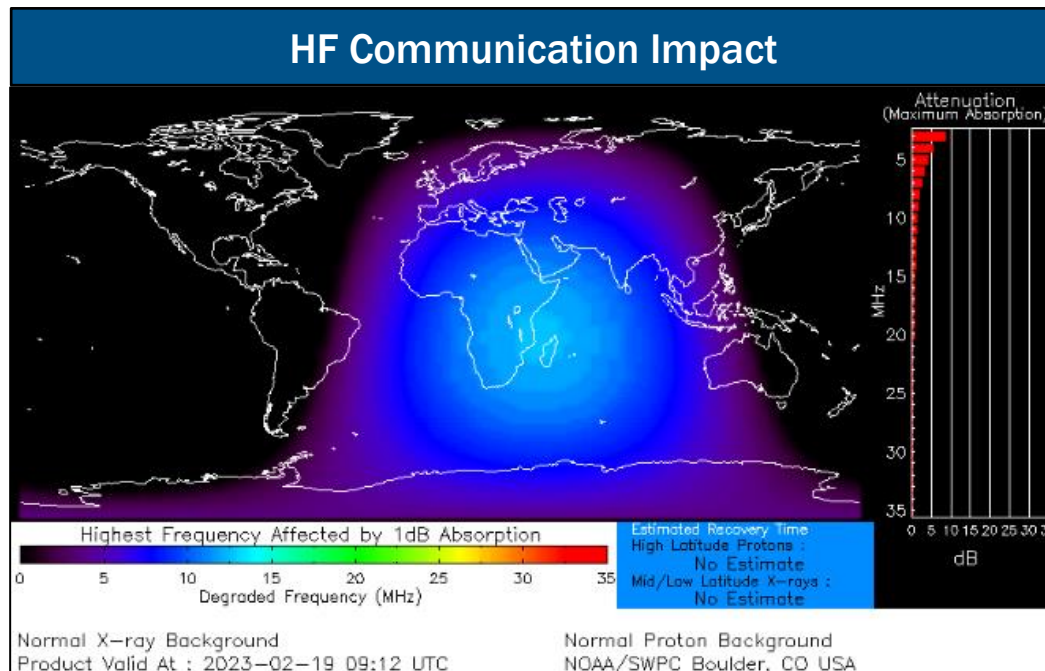 HF Communication Impact
Attenuation
(Maximum Absorption)
5
10
15
MHz
20
25
30
35
0 5 10 15 20 25 30
dB
Highest Frequency Affected by 1dB Absorption
0 5 10 15 20 25 30 35
Degraded Frequency (MHz)
Estimated Recovery Time
High Latitude Protons :
No Estimate
Mid/Low Latitude X-rays :
No Estimate
Normal X-ray Background
Product Valid At : 2023-02-19 09:12 UTC
Normal Proton Background
NOAA/SWPC Boulder, CO USA